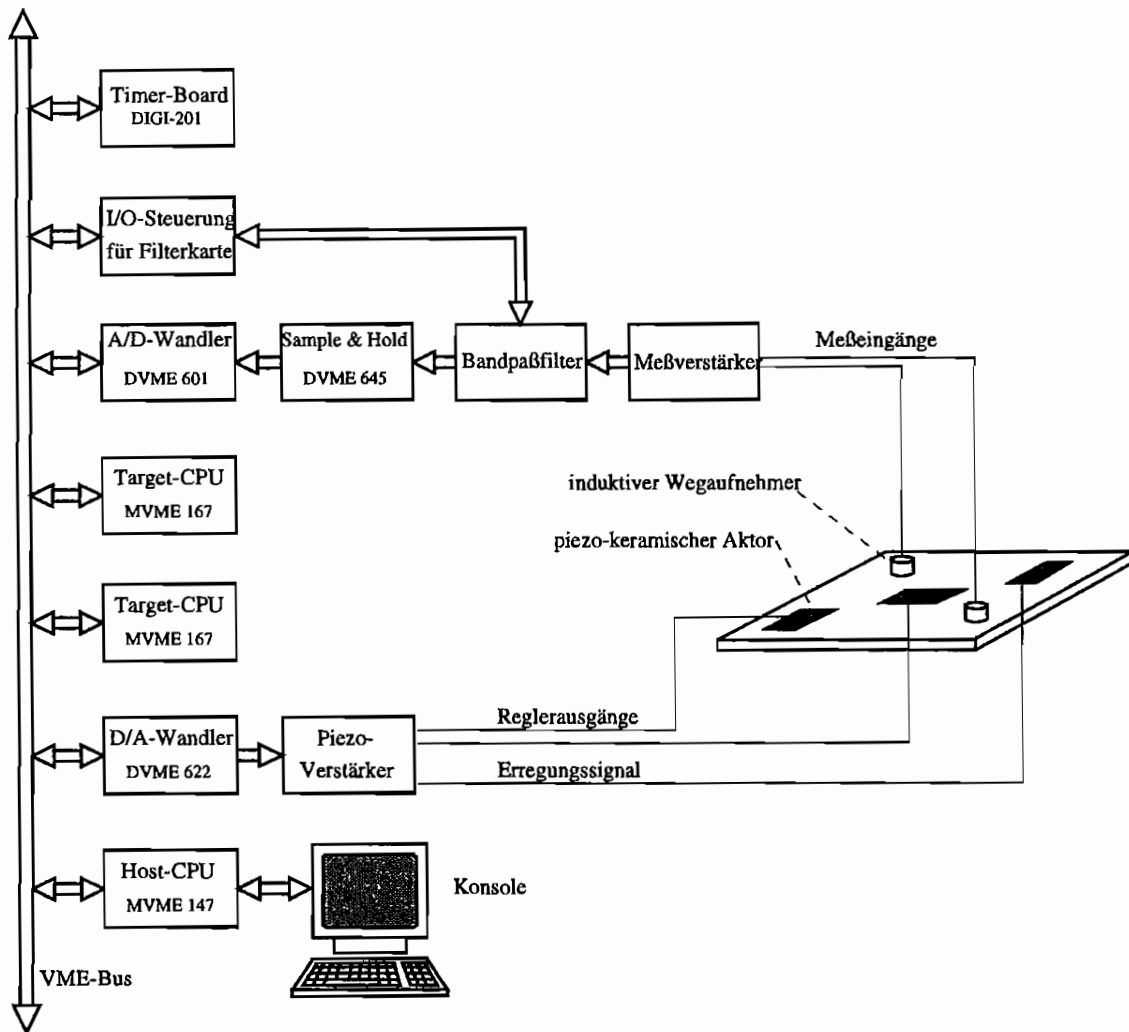 Timer-Board
DIGI-201
I/O-Steuerung
für Filterkarte
A/D-Wandler
DVME 601
Sample & Hold
DVME 645
Bandpaßfilter
Meßverstärker
Meßeingänge
Target-CPU
MVME 167
induktiver Wegaufnehmer
piezo-keramischer Aktor
Target-CPU
MVME 167
D/A-Wandler
DVME 622
Piezo-
Verstärker
Reglerausgänge
Erregungssignal
Host-CPU
MVME 147
Konsole
VME-Bus